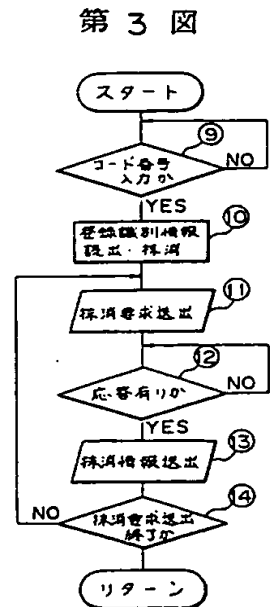 第3図
スタート
⑨
コード番号
入力か
NO
YES
⑩
登録識別情報
読出・抹消
⑪
抹消要求送出
⑫
応答有りか
NO
YES
⑬
抹消情報送出
⑭
NO
抹消要求送出
終了か
リターン